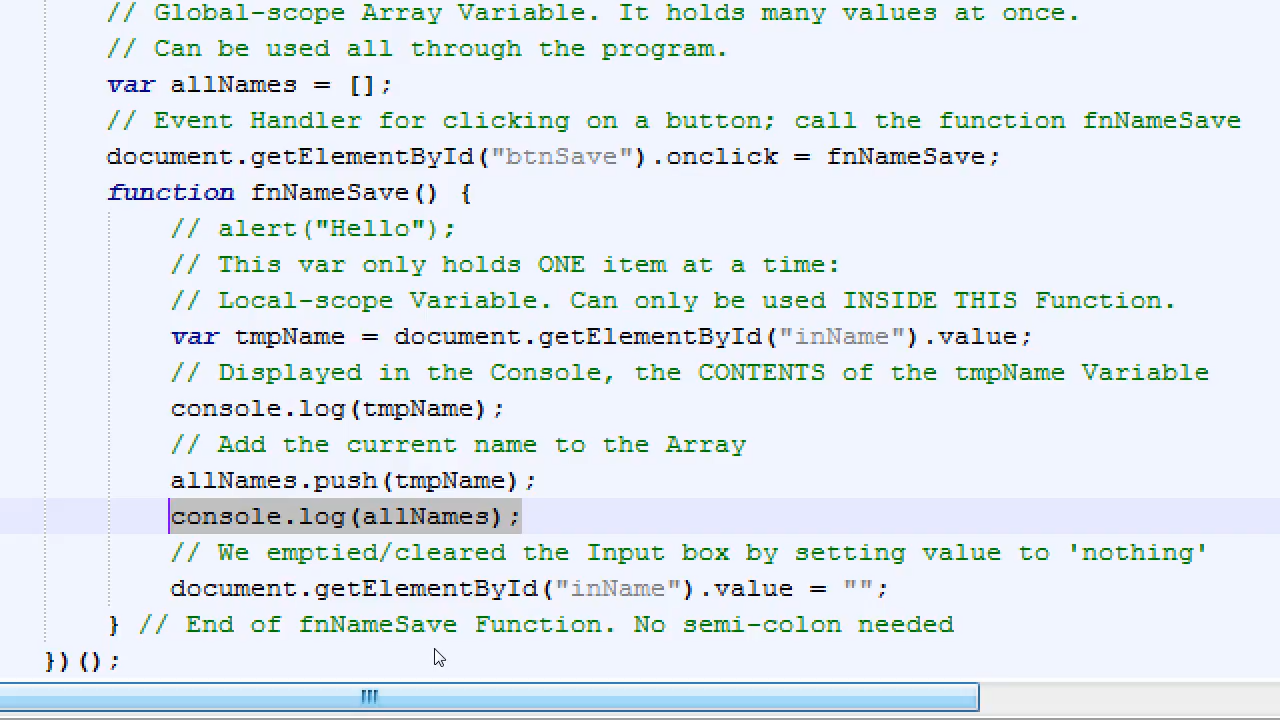 // Global-scope Array Variable. It holds many values at once.
// Can be used all through the program.
var allNames = [];
// Event Handler for clicking on a button; call the function fnNameSave
document.getElementById("btnSave").onclick = fnNameSave;
function fnNameSave() {
// alert("Hello");
// This var only holds ONE item at a time:
// Local-scope Variable. Can only be used INSIDE THIS Function.
var tmpName = document.getElementById("inName").value;
// Displayed in the Console, the CONTENTS of the tmpName Variable
console.log(tmpName);
// Add the current name to the Array
allNames.push(tmpName);
console.log(allNames);
// We emptied/cleared the Input box by setting value to 'nothing'
document.getElementById("inName").value = "";
} // End of fnNameSave Function. No semi-colon needed
})();